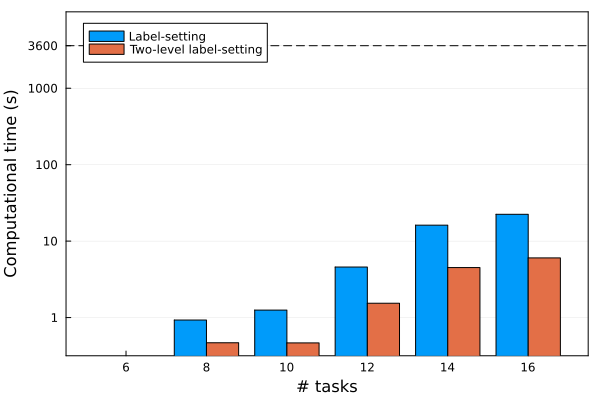 Label-setting
Two-level label-setting
Computational time (s)
3600
1000
100
10
1
6 8 10 12 14 16
# tasks